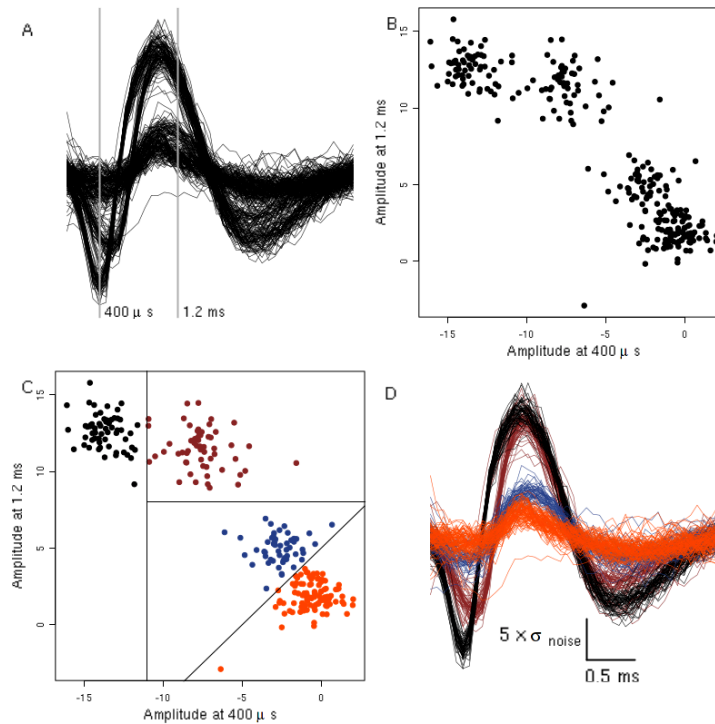 A
400 μ s
1.2 ms
B
Amplitude at 1.2 ms
15
10
5
0
-15
-10
-5
0
Amplitude at 400 μ s
C
Amplitude at 1.2 ms
15
10
5
0
-15
-10
-5
0
Amplitude at 400 μ s
D
5 × σ noise
0.5 ms